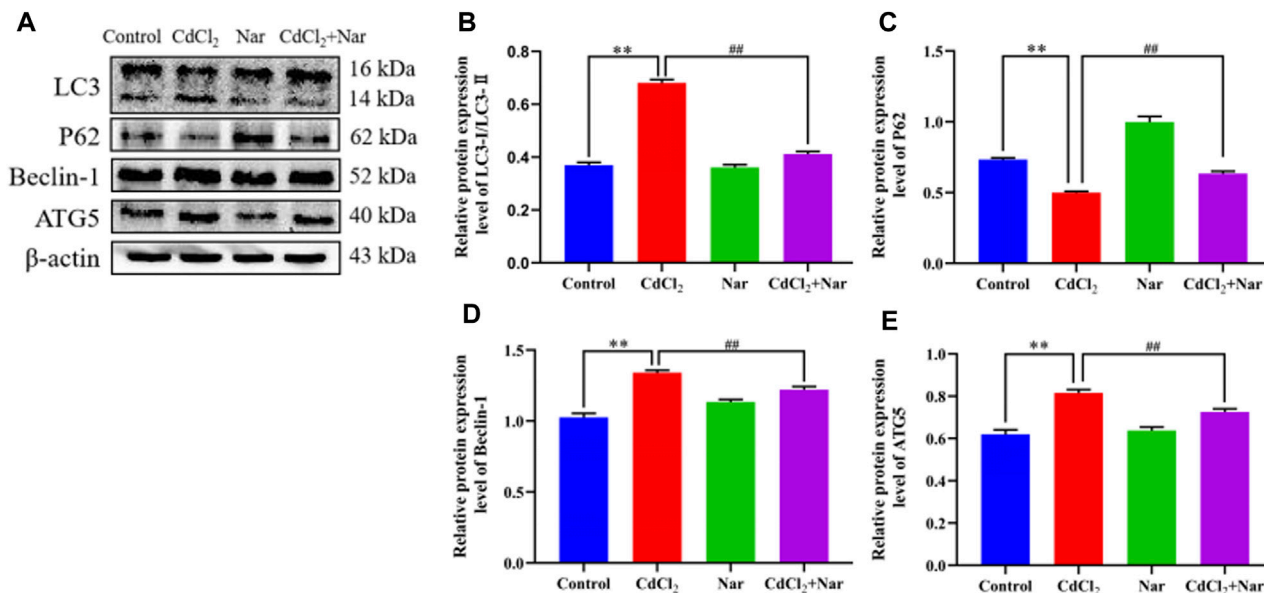 A
Control CdCl₂ Nar CdCl₂+Nar
LC3
16 kDa
14 kDa
P62
62 kDa
Beclin-1
52 kDa
ATG5
40 kDa
β-actin
43 kDa
B
Relative protein expression
level of LC3-I/LC3-Ⅱ
0.8
0.6
0.4
0.2
0.0
** ##
Control CdCl₂ Nar CdCl₂+Nar
C
Relative protein expression
level of P62
1.5
1.0
0.5
0.0
** ##
Control CdCl₂ Nar CdCl₂+Nar
D
Relative protein expression
level of Beclin-1
1.5
1.0
1.5
0.0
** ##
Control CdCl₂ Nar CdCl₂+Nar
E
Relative protein expression
level of ATG5
1.0
0.8
0.6
0.4
0.2
0.0
** ##
Control CdCl₂ Nar CdCl₂+Nar